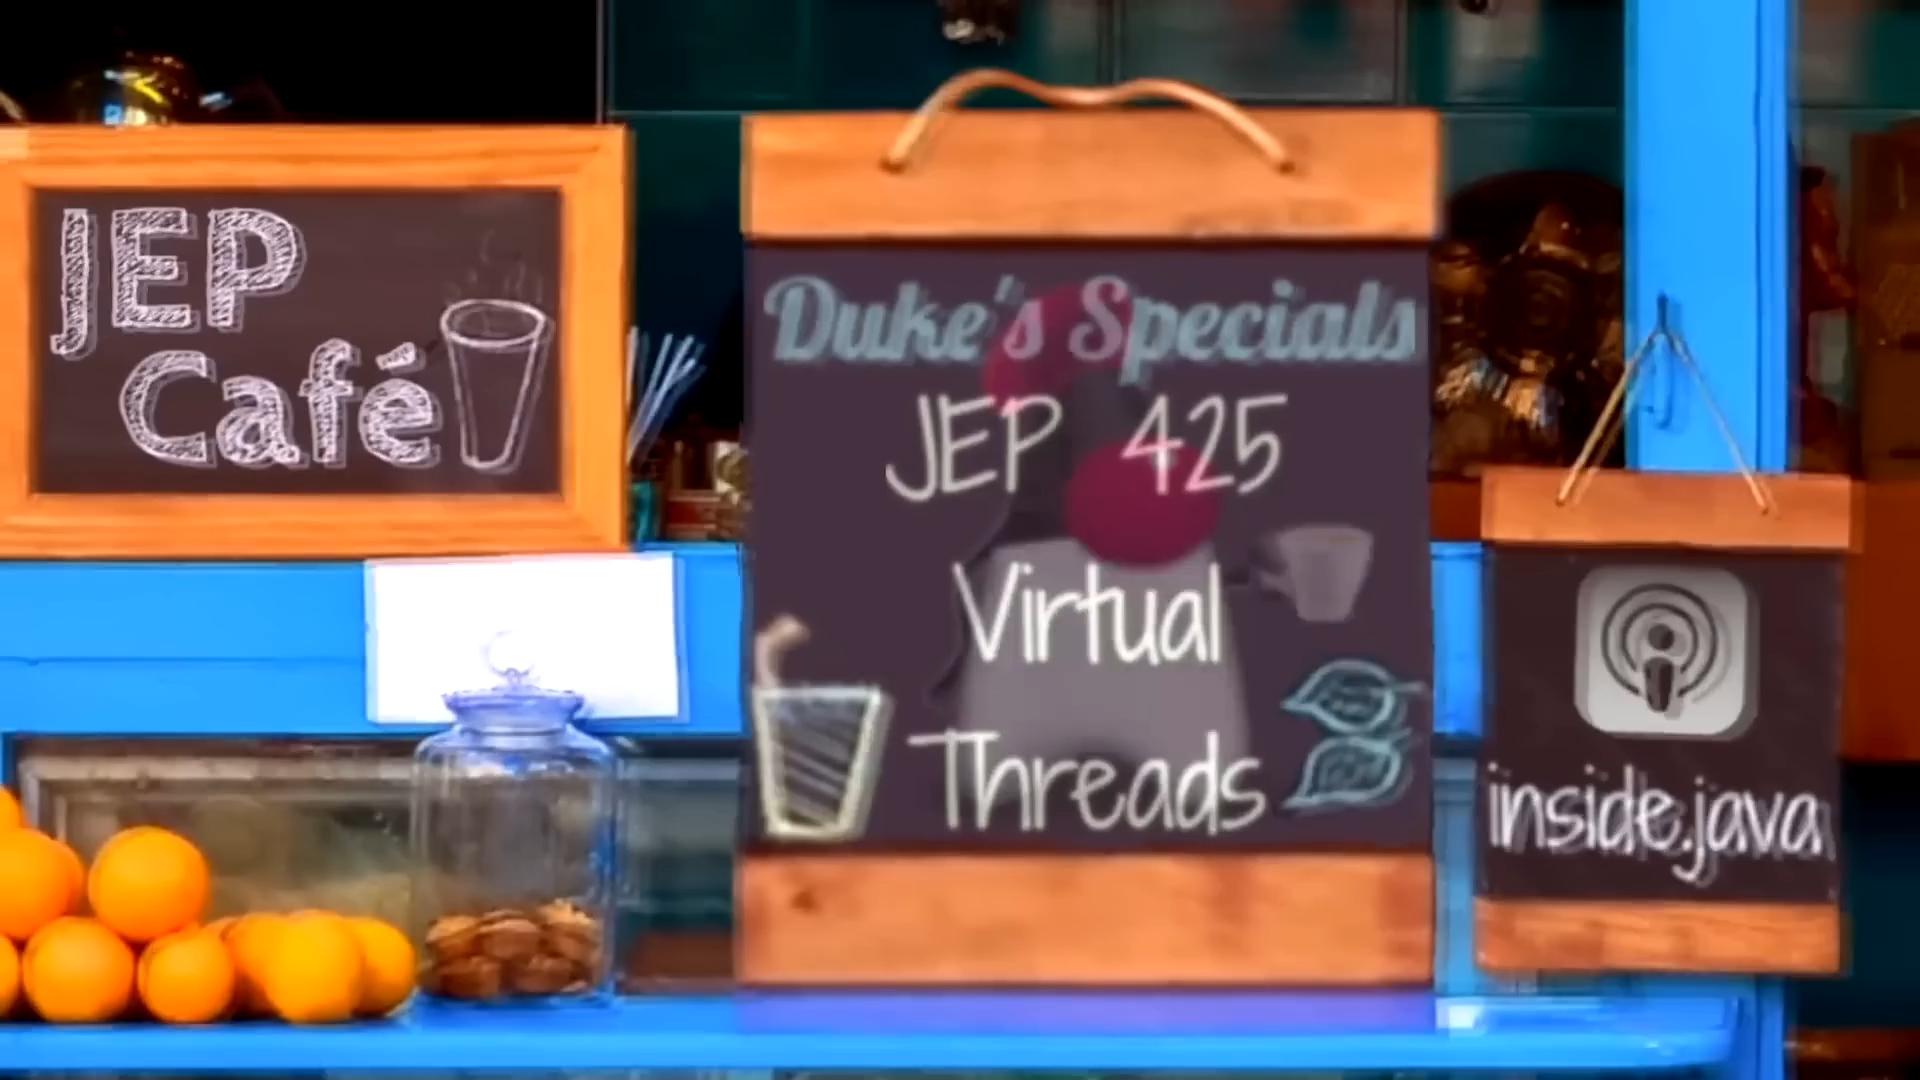 JEP
Café
Duke's Specials
JEP 425
Virtual
Threads
inside.java